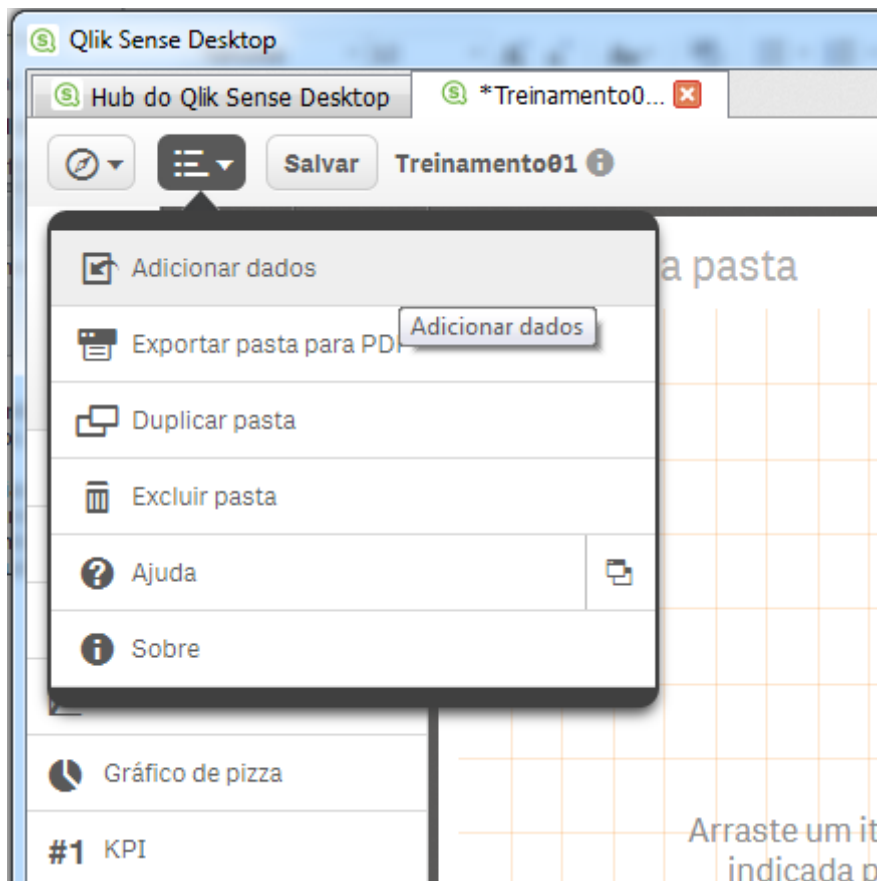 Qlik Sense Desktop
Hub do Qlik Sense Desktop
*Treinamento0...
Salvar
Treinamento01
a pasta
Adicionar dados
Adicionar dados
Exportar pasta para PDF
Duplicar pasta
Excluir pasta
Ajuda
Sobre
Gráfico de pizza
#1 KPI
Arraste um it
indicada p